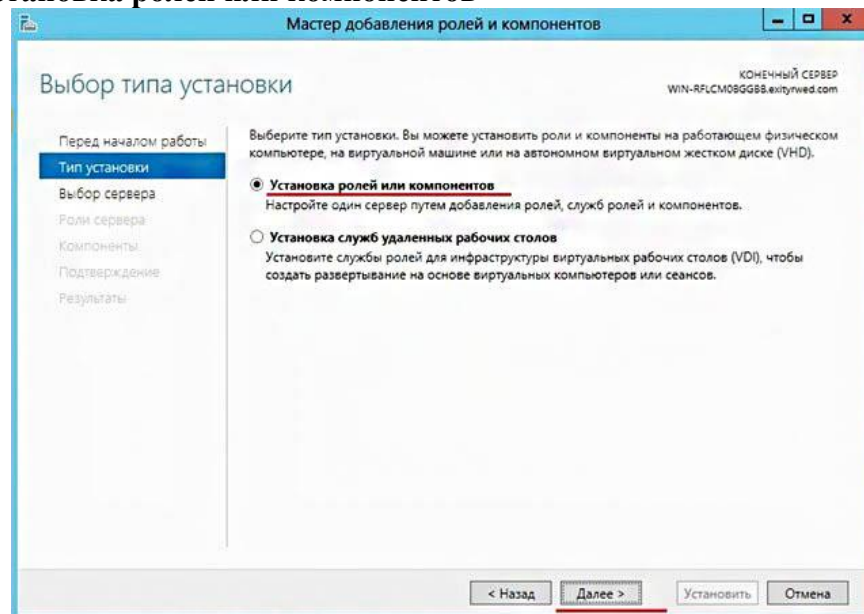 Мастер добавления ролей и компонентов
Выбор типа установки
КОНЕЧНЫЙ СЕРВЕР
Перед началом работы
Тип установки
Выбор сервера
Роли сервера
Компоненты
Подтверждение
Результаты
Выберите тип установки. Вы можете установить роли и компоненты на работающем физическом
компьютере, на виртуальной машине или на автономном виртуальном жестком диске (VHD).
Установка ролей или компонентов
Настройте один сервер путем добавления ролей, служб ролей и компонентов.
Установка служб удаленных рабочих столов
Установите службы ролей для инфраструктуры виртуальных рабочих столов (VDI), чтобы
создать развертывание на основе виртуальных компьютеров или сеансов.
< Назад
Далее >
Установить
Отмена